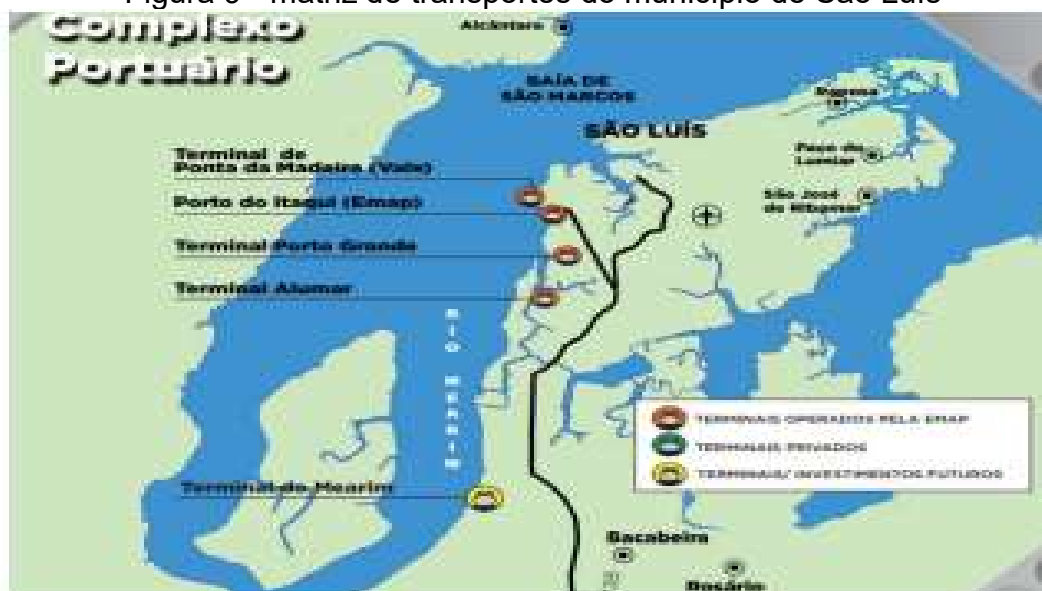 Figura 9 - matriz de transportes do município de São Luís
Complexo
Portuário
Alcântara
BAÍA DE
SÃO MARCOS
SÃO LUÍS
Raposa
Paço do
Lumiar
São José
de Ribamar
Terminal de
Ponta da Madeira (Vale)
Porto do Itaqui (Emap)
Terminal Porto Grande
Terminal Alumar
RIO MEARIM
TERMINAIS OPERADOS PELA EMAP
TERMINAIS PRIVADOS
TERMINAIS/ INVESTIMENTOS FUTUROS
Terminal do Mearim
Bacabeira
Rosário